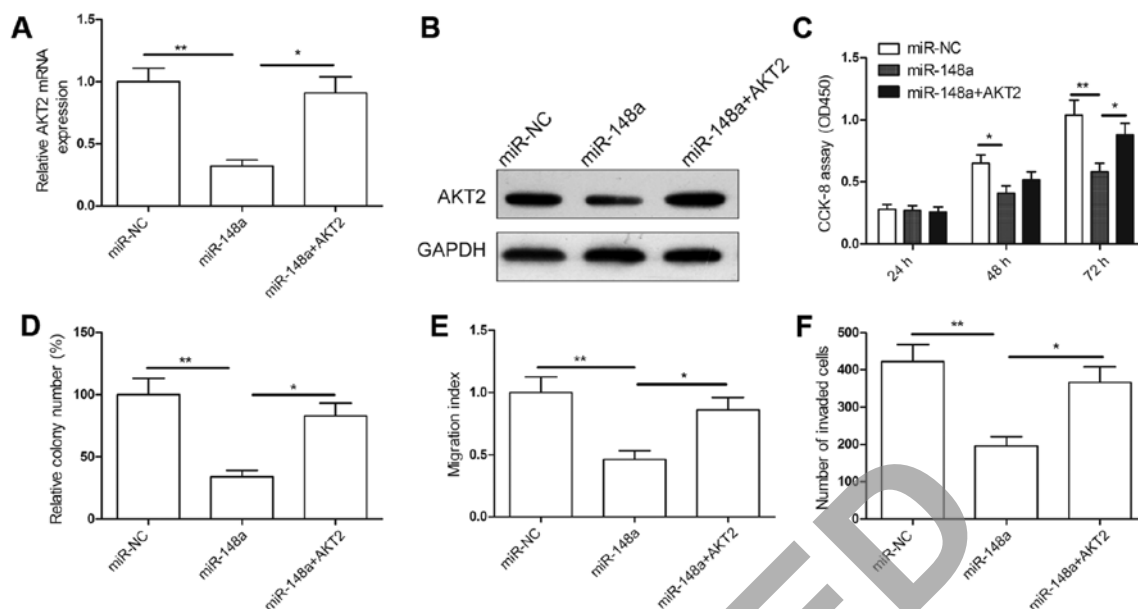 A
Relative AKT2 mRNA
expression
1.5
1.0
0.5
0.0
**
*
miR-NC
miR-148a
miR-148a+AKT2
B
miR-NC
miR-148a
miR-148a+AKT2
AKT2
GAPDH
C
CCK-8 assay (OD450)
miR-NC
miR-148a
miR-148a+AKT2
1.5
1.0
0.5
0.0
*
**
*
24 h
48 h
72 h
D
Relative colony number (%)
150
100
50
0
**
*
miR-NC
miR-148a
miR-148a+AKT2
E
Migration index
1.5
1.0
0.5
0.0
**
*
miR-NC
miR-148a
miR-148a+AKT2
F
Number of invaded cells
500
400
300
200
100
0
**
*
miR-NC
miR-148a
miR-148a+AKT2
ED